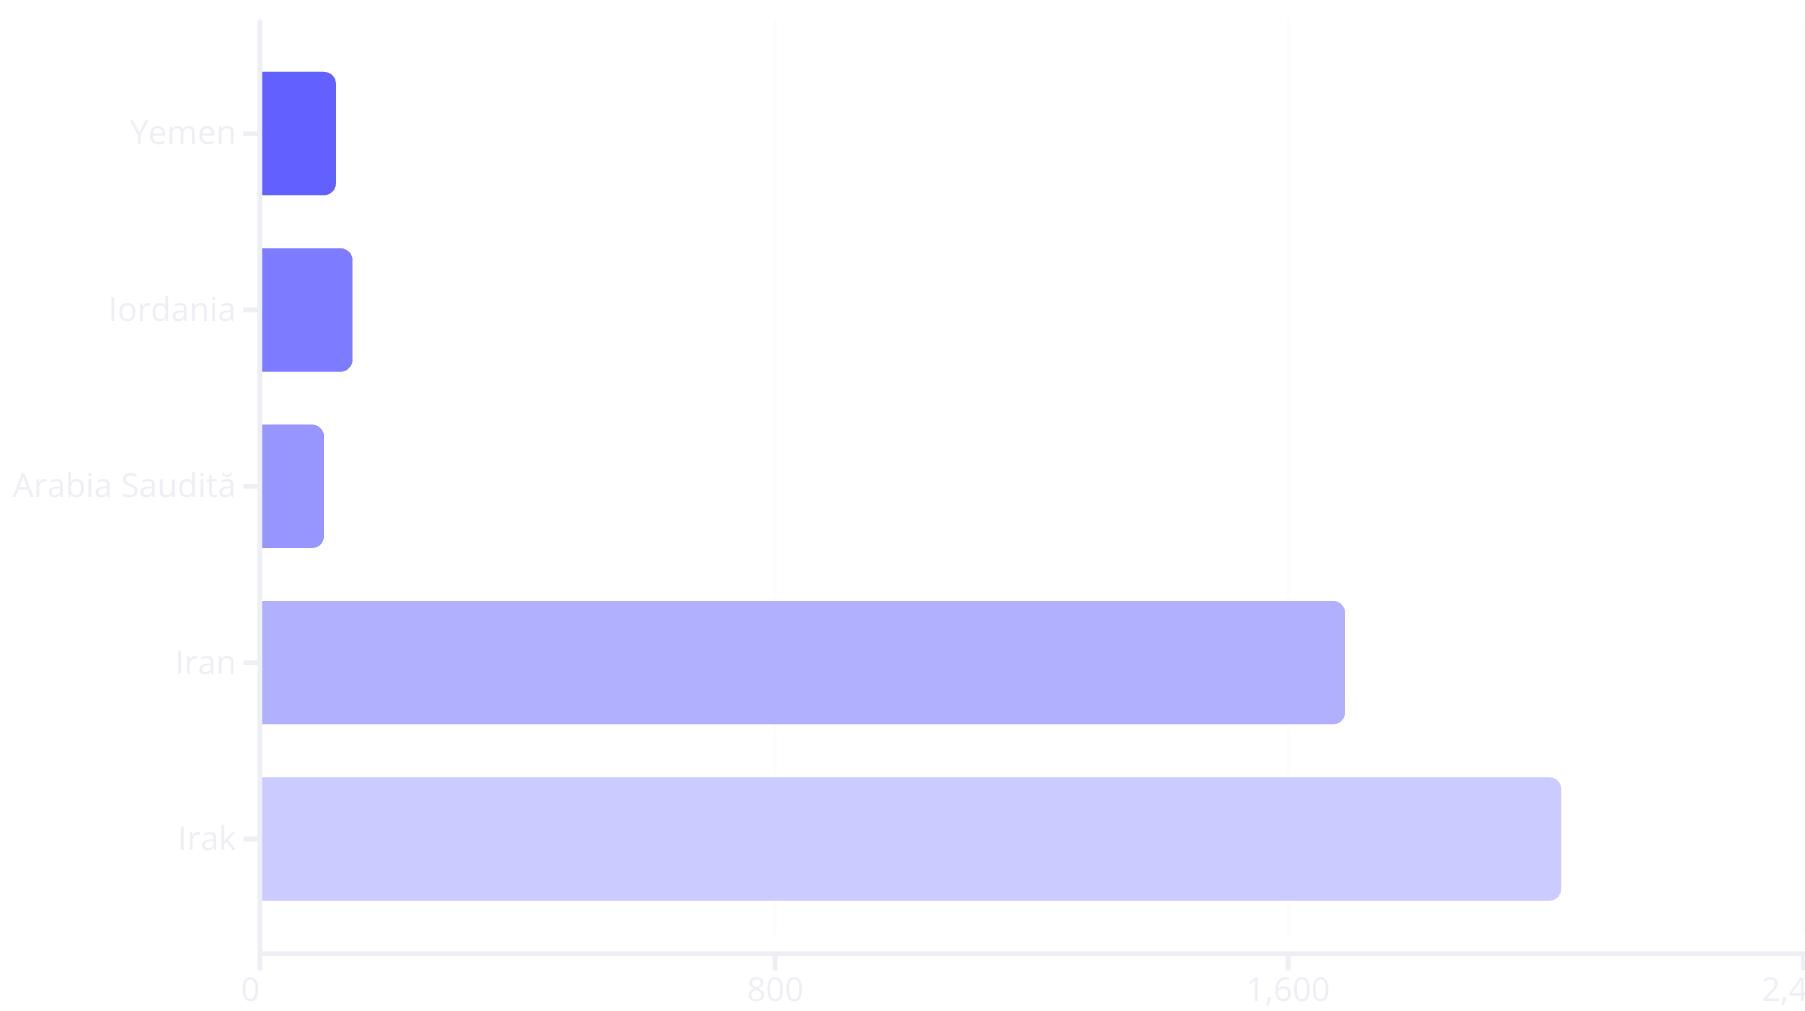 Yemen
Iordania
Arabia Saudită
Iran
Irak
0 800 1,600 2,4